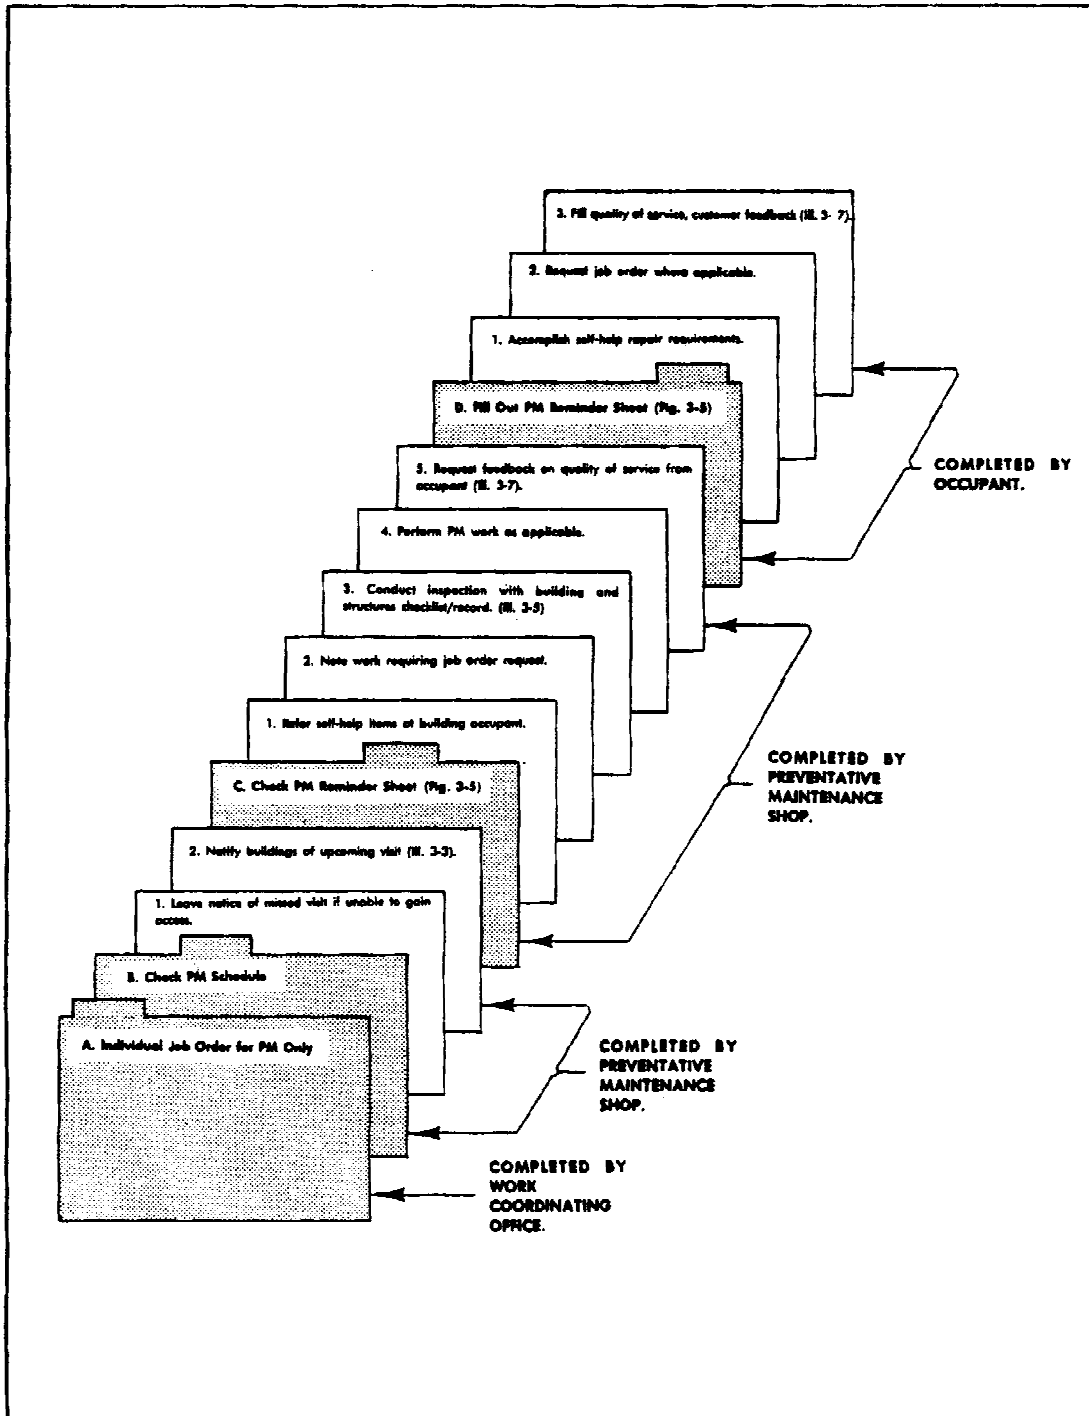 3. Fill quality of service, customer feedback (Ill. 3- 7).
2. Request job order where applicable.
1. Accomplish self-help repair requirements.
D. Fill Out PM Reminder Sheet (Fig. 3-5)
5. Request feedback on quality of service from
occupant (Ill. 3-7).
4. Perform PM work as applicable.
3. Conduct inspection with building and
structures checklist/record. (Ill. 3-5)
2. Note work requiring job order request.
1. Refer self-help items at building occupant.
C. Check PM Reminder Sheet (Fig. 3-5)
2. Notify buildings of upcoming visit (Ill. 3-3).
1. Leave notice of missed visit if unable to gain
access.
B. Check PM Schedule
A. Individual Job Order for PM Only
COMPLETED BY
OCCUPANT.
COMPLETED BY
PREVENTATIVE
MAINTENANCE
SHOP.
COMPLETED BY
PREVENTATIVE
MAINTENANCE
SHOP.
COMPLETED BY
WORK
COORDINATING
OFFICE.